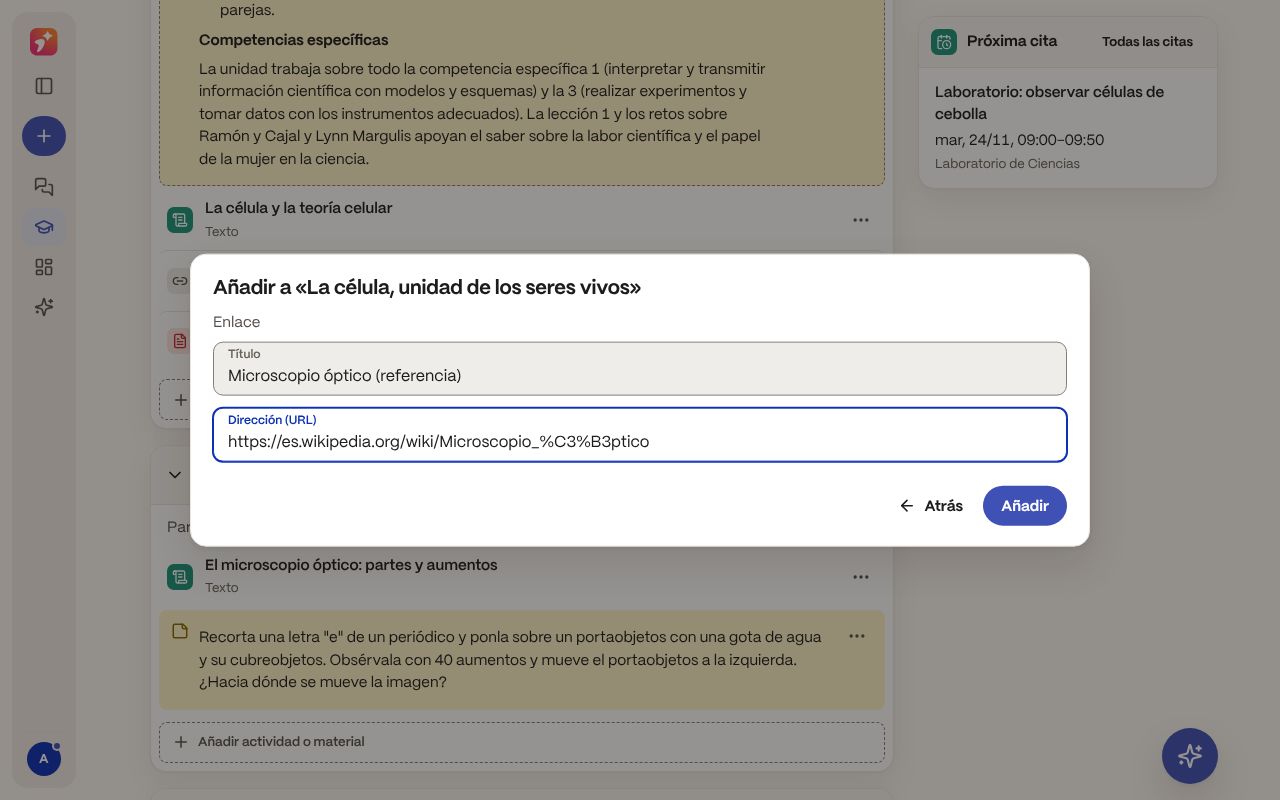 parejas.
Competencias específicas
La unidad trabaja sobre todo la competencia específica 1 (interpretar y transmitir
información científica con modelos y esquemas) y la 3 (realizar experimentos y
tomar datos con los instrumentos adecuados). La lección 1 y los retos sobre
Ramón y Cajal y Lynn Margulis apoyan el saber sobre la labor científica y el papel
de la mujer en la ciencia.
La célula y la teoría celular
Texto
Próxima cita
Todas las citas
Laboratorio: observar células de
cebolla
mar, 24/11, 09:00–09:50
Laboratorio de Ciencias
Añadir a «La célula, unidad de los seres vivos»
Enlace
Título
Microscopio óptico (referencia)
Dirección (URL)
https://es.wikipedia.org/wiki/Microscopio_%C3%B3ptico
Atrás
Añadir
El microscopio óptico: partes y aumentos
Texto
Recorta una letra "e" de un periódico y ponla sobre un portaobjetos con una gota de agua
y su cubreobjetos. Obsérvala con 40 aumentos y mueve el portaobjetos a la izquierda.
¿Hacia dónde se mueve la imagen?
Añadir actividad o material
A